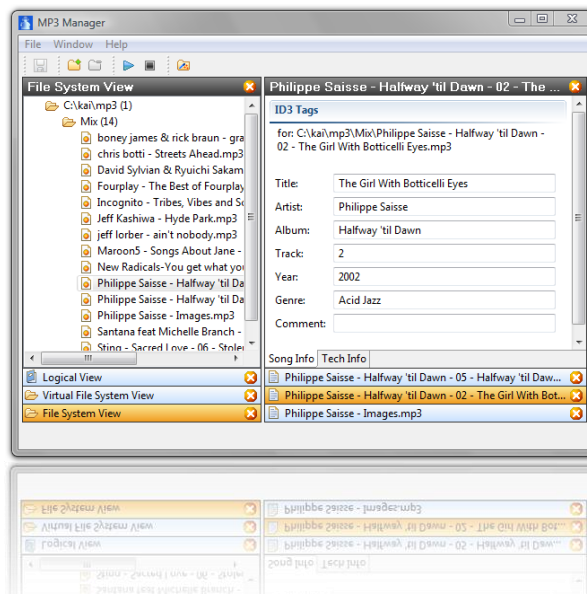 MP3 Manager
File Window Help
File System View
C:\kai\mp3 (1)
Mix (14)
boney james & rick braun - gra
chris botti - Streets Ahead.mp3
David Sylvian & Ryuichi Sakam
Fourplay - The Best of Fourplay
Incognito - Tribes, Vibes and Sc
Jeff Kashiwa - Hyde Park.mp3
jeff lorber - ain't nobody.mp3
Maroon5 - Songs About Jane -
New Radicals-You get what you
Philippe Saisse - Halfway 'til Da
Philippe Saisse - Halfway 'til Da
Philippe Saisse - Images.mp3
Santana feat Michelle Branch -
Sting - Sacred Love - 06 - Stolen
Logical View
Virtual File System View
File System View
Philippe Saisse - Halfway 'til Dawn - 02 - The ...
ID3 Tags
for: C:\kai\mp3\Mix\Philippe Saisse - Halfway 'til Dawn -
02 - The Girl With Botticelli Eyes.mp3
Title: The Girl With Botticelli Eyes
Artist: Philippe Saisse
Album: Halfway 'til Dawn
Track: 2
Year: 2002
Genre: Acid Jazz
Comment:
Song Info Tech Info
Philippe Saisse - Halfway 'til Dawn - 05 - Halfway 'til Daw...
Philippe Saisse - Halfway 'til Dawn - 02 - The Girl With Bot...
Philippe Saisse - Images.mp3